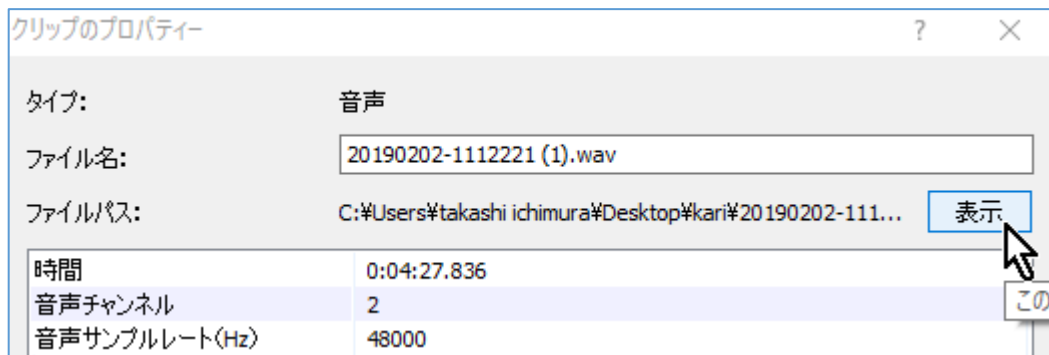 クリップのプロパティー ? ×
タイプ: 音声
ファイル名: 20190202-1112221 (1).wav
ファイルパス: C:¥Users¥takashi ichimura¥Desktop¥kari¥20190202-111... 表示
時間 0:04:27.836
音声チャンネル 2
この
音声サンプルレート(Hz) 48000